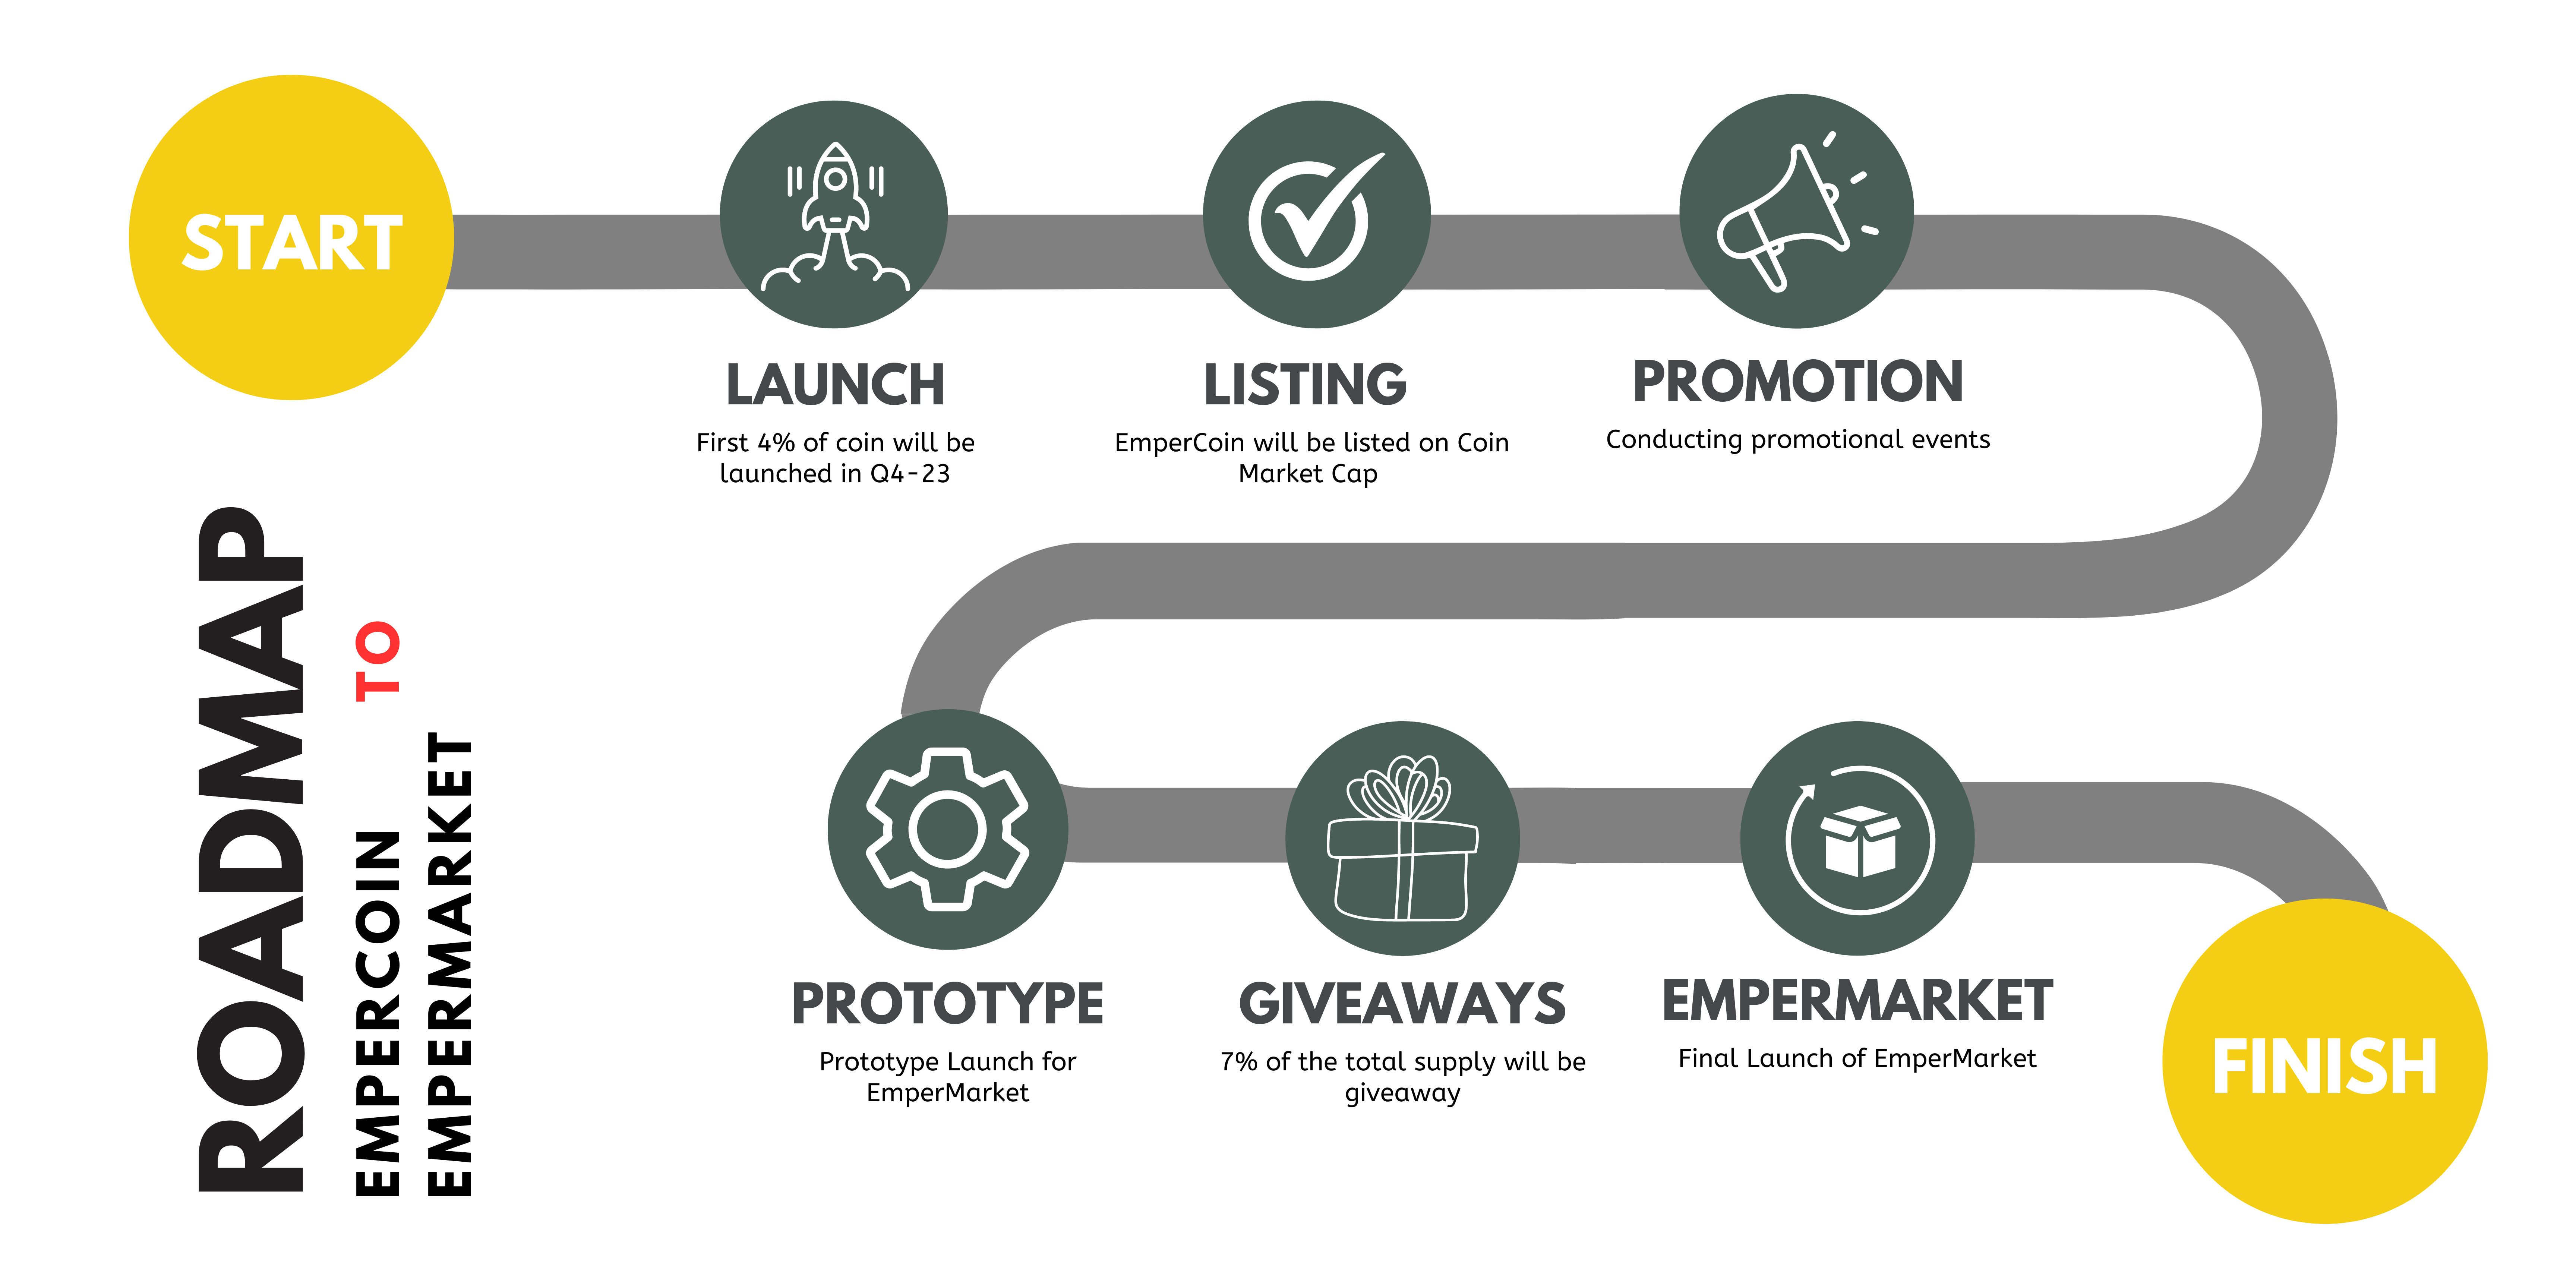 START
LAUNCH
First 4% of coin will be
launched in Q4-23
LISTING
EmperCoin will be listed on Coin
Market Cap
PROMOTION
Conducting promotional events
ROADMAP
EMPERCOIN TO
EMPERMARKET
PROTOTYPE
Prototype Launch for
EmperMarket
GIVEAWAYS
7% of the total supply will be
giveaway
EMPERMARKET
Final Launch of EmperMarket
FINISH